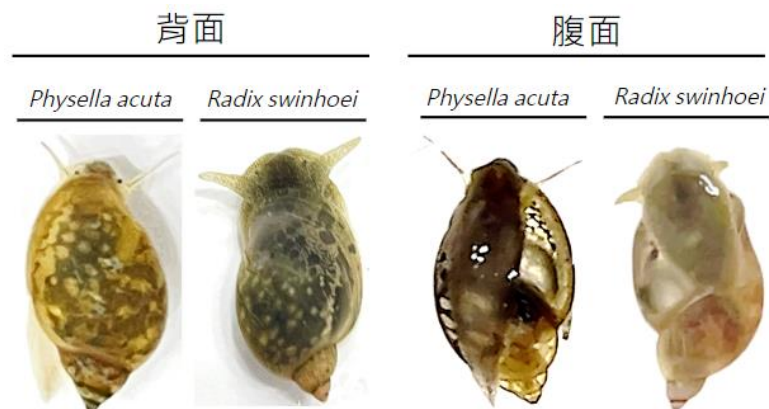 背面 腹面
Physella acuta Radix swinhoei Physella acuta Radix swinhoei